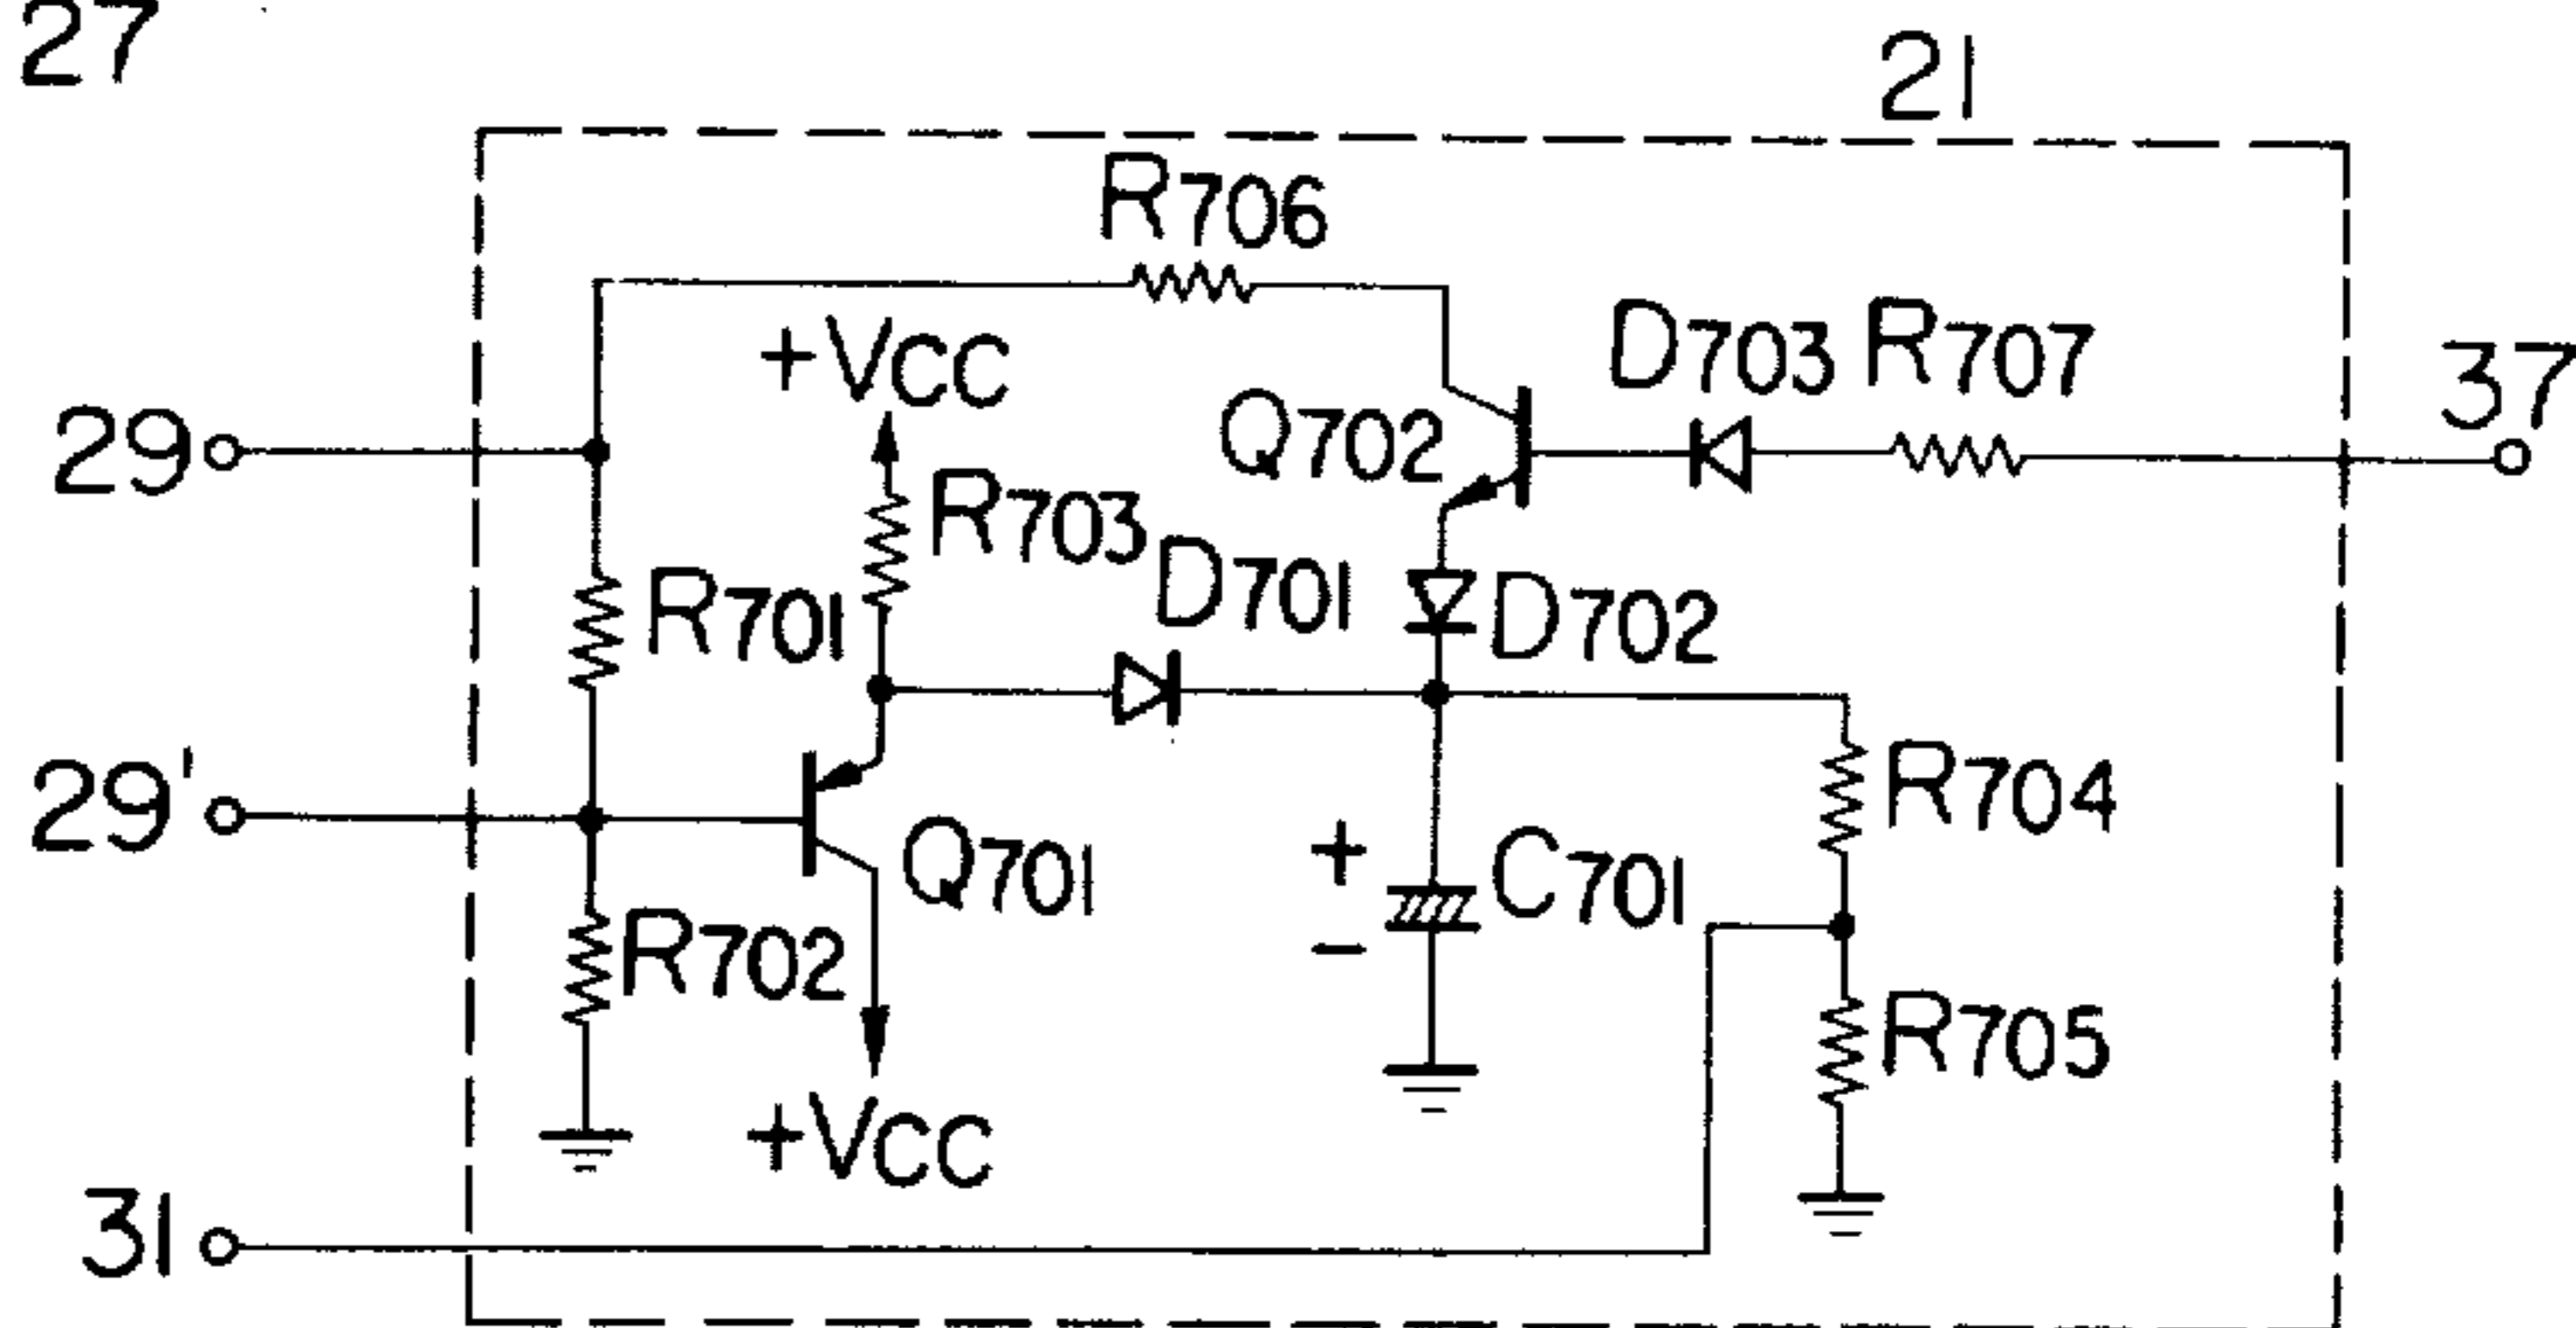 27
21
R706
+VCC
D703 R707
37
29
Q702
R703
D701
R701
D702
29'
R704
Q701
+
C701
R702
−
R705
+VCC
31